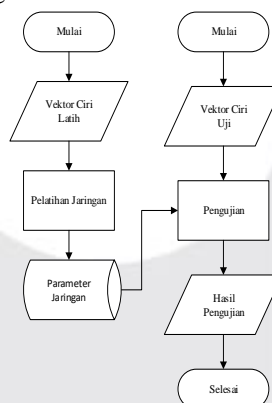 Mulai
Vektor Ciri
Latih
Pelatihan Jaringan
Parameter
Jaringan
Mulai
Vektor Ciri
Uji
Pengujian
Hasil
Pengujian
Selesai